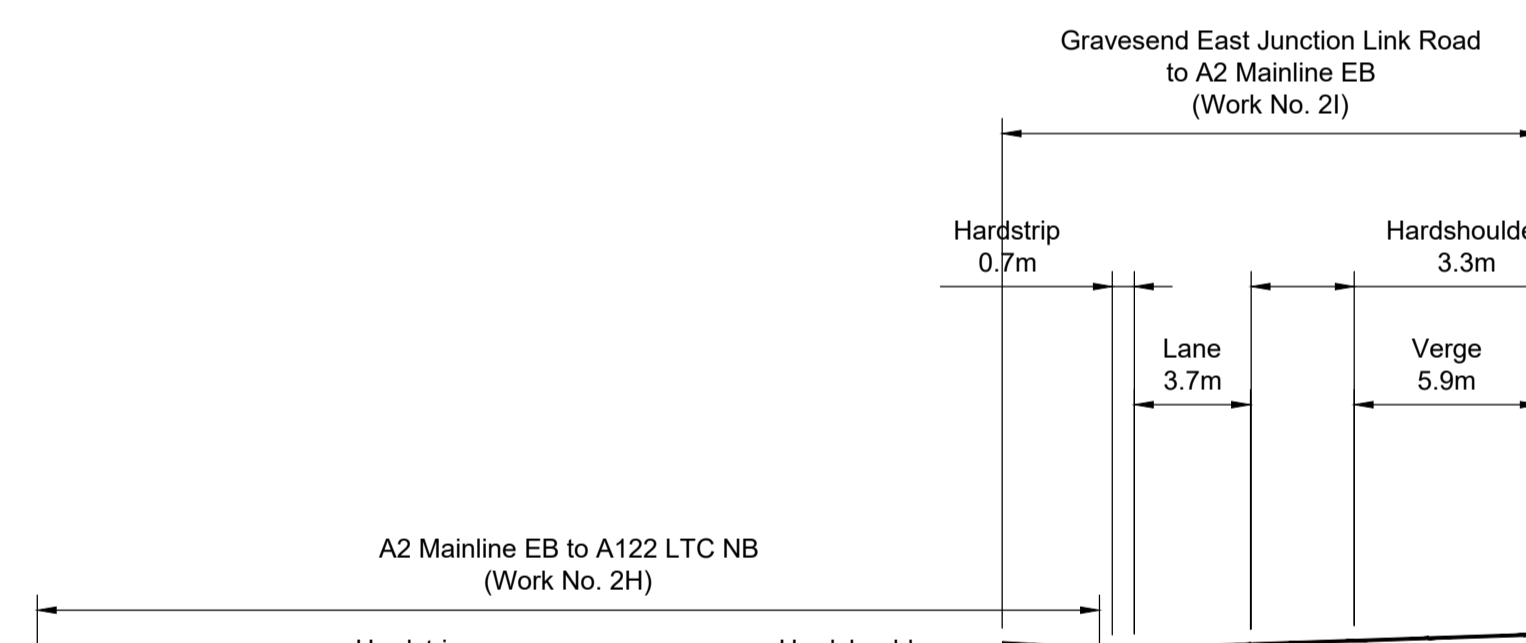 Gravesend East Junction Link Road
to A2 Mainline EB
(Work No. 2I)
Hardstrip
0.7m
Hardshoulde
3.3m
Lane
3.7m
Verge
5.9m
A2 Mainline EB to A122 LTC NB
(Work No. 2H)